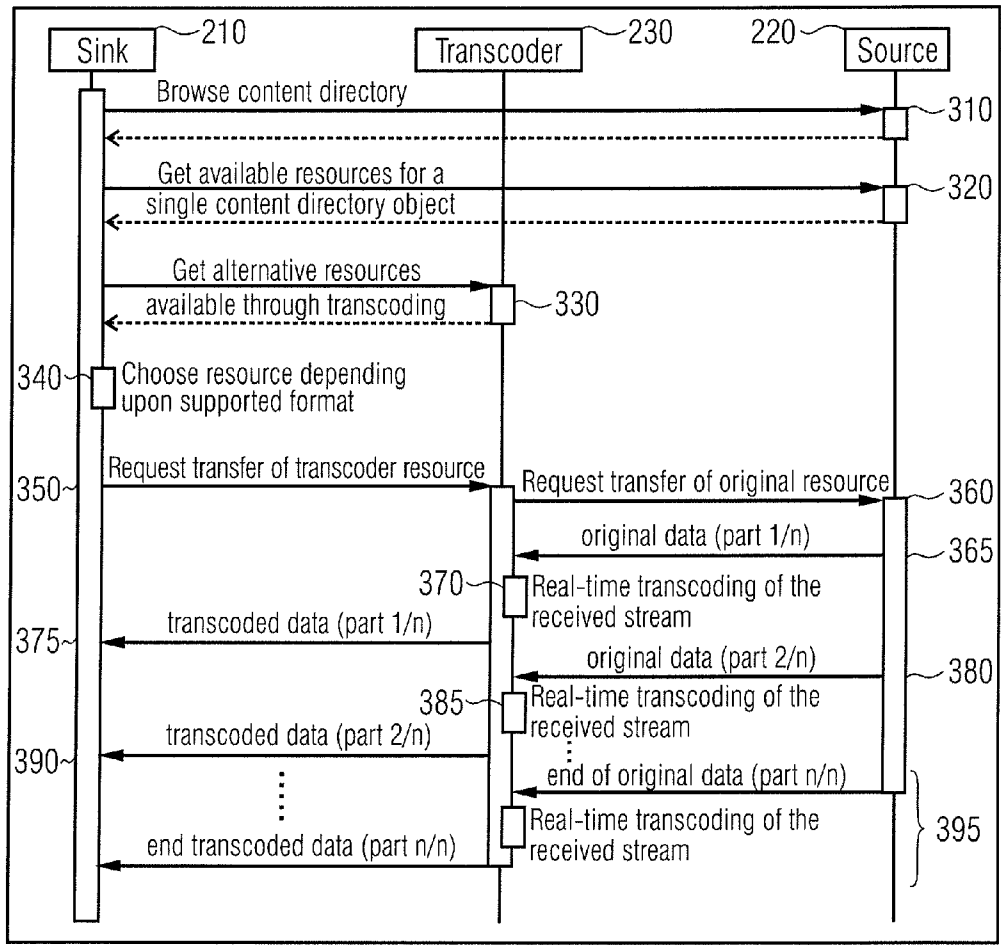 Sink 210 Transcoder 230 220 Source
Browse content directory
310
Get available resources for a
single content directory object
320
Get alternative resources
available through transcoding
330
340 Choose resource depending
upon supported format
350 Request transfer of transcoder resource
Request transfer of original resource 360
original data (part 1/n) 365
370 Real-time transcoding of the
received stream
375 transcoded data (part 1/n)
original data (part 2/n) 380
385 Real-time transcoding of the
received stream
390 transcoded data (part 2/n)
end of original data (part n/n)
Real-time transcoding of the
received stream
395
end transcoded data (part n/n)